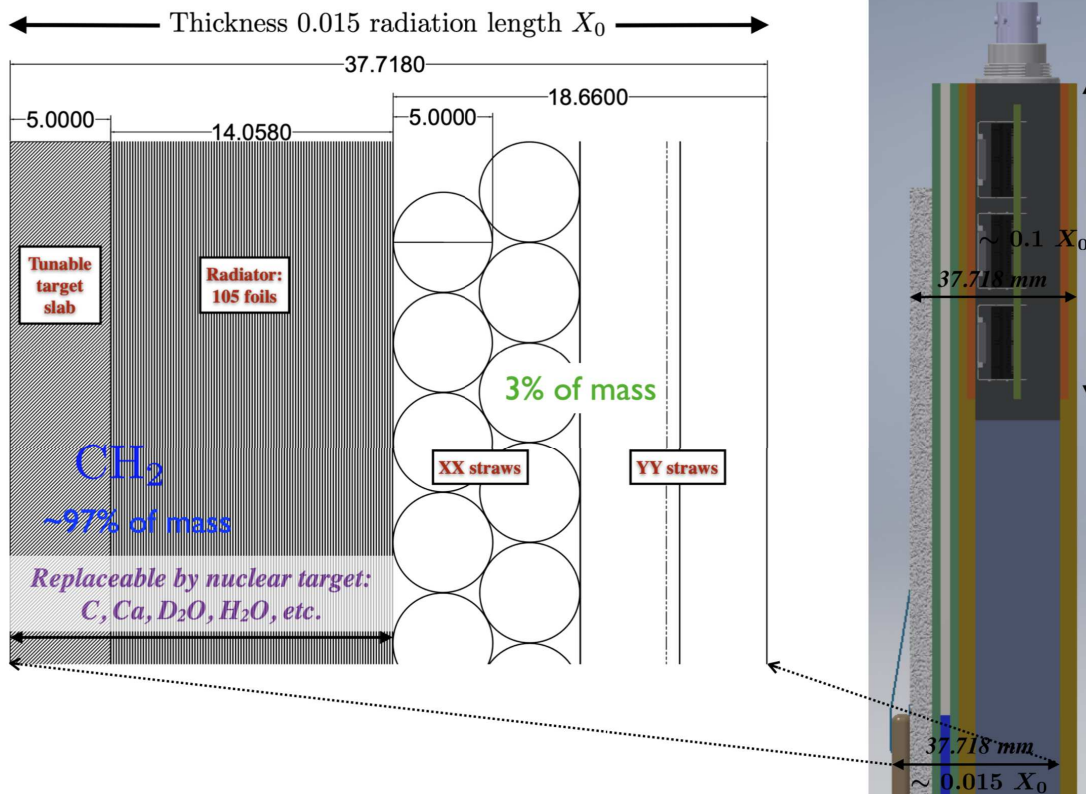 Thickness 0.015 radiation length X₀
37.7180
18.6600
5.0000
14.0580
5.0000
Tunable
target
slab
Radiator:
105 foils
3% of mass
CH₂
~97% of mass
XX straws
YY straws
Replaceable by nuclear target:
C, Ca, D₂O, H₂O, etc.
~ 0.1 X₀
37.718 mm
37.718 mm
~ 0.015 X₀